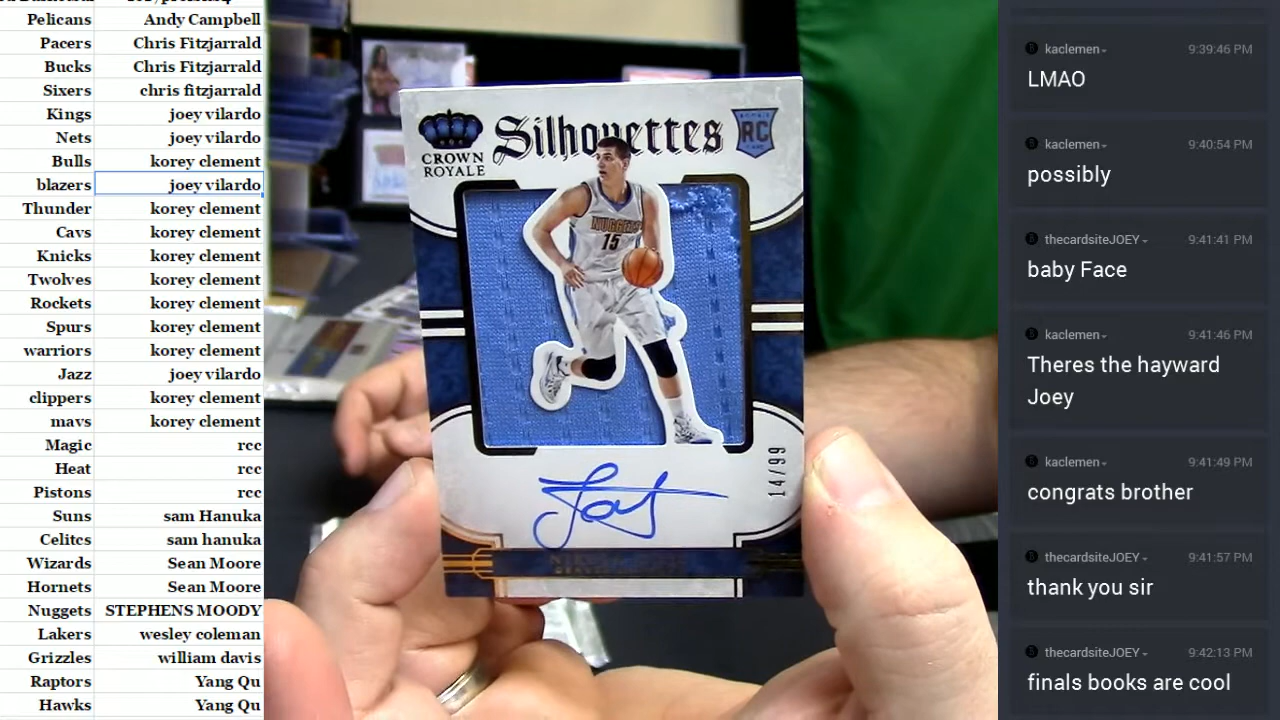 Pelicans Andy Campbell
Pacers Chris Fitzjarrald
Bucks Chris Fitzjarrald
Sixers chris fitzjarrald
Kings joey vilardo
Nets joey vilardo
Bulls korey clement
blazers joey vilardo
Thunder korey clement
Cavs korey clement
Knicks korey clement
Twolves korey clement
Rockets korey clement
Spurs korey clement
warriors korey clement
Jazz joey vilardo
clippers korey clement
mavs korey clement
Magic rcc
Heat rcc
Pistons rcc
Suns sam Hanuka
Celitcs sam hanuka
Wizards Sean Moore
Hornets Sean Moore
Nuggets STEPHENS MOODY
Lakers wesley coleman
Grizzles william davis
Raptors Yang Qu
Hawks Yang Qu
CROWN
ROYALE
Silhouettes
RC
NUGGETS
15
14/99
kaclemen 9:39:46 PM
LMAO
kaclemen 9:40:54 PM
possibly
thecardsiteJOEY 9:41:41 PM
baby Face
kaclemen 9:41:46 PM
Theres the hayward
Joey
kaclemen 9:41:49 PM
congrats brother
thecardsiteJOEY 9:41:57 PM
thank you sir
thecardsiteJOEY 9:42:13 PM
finals books are cool